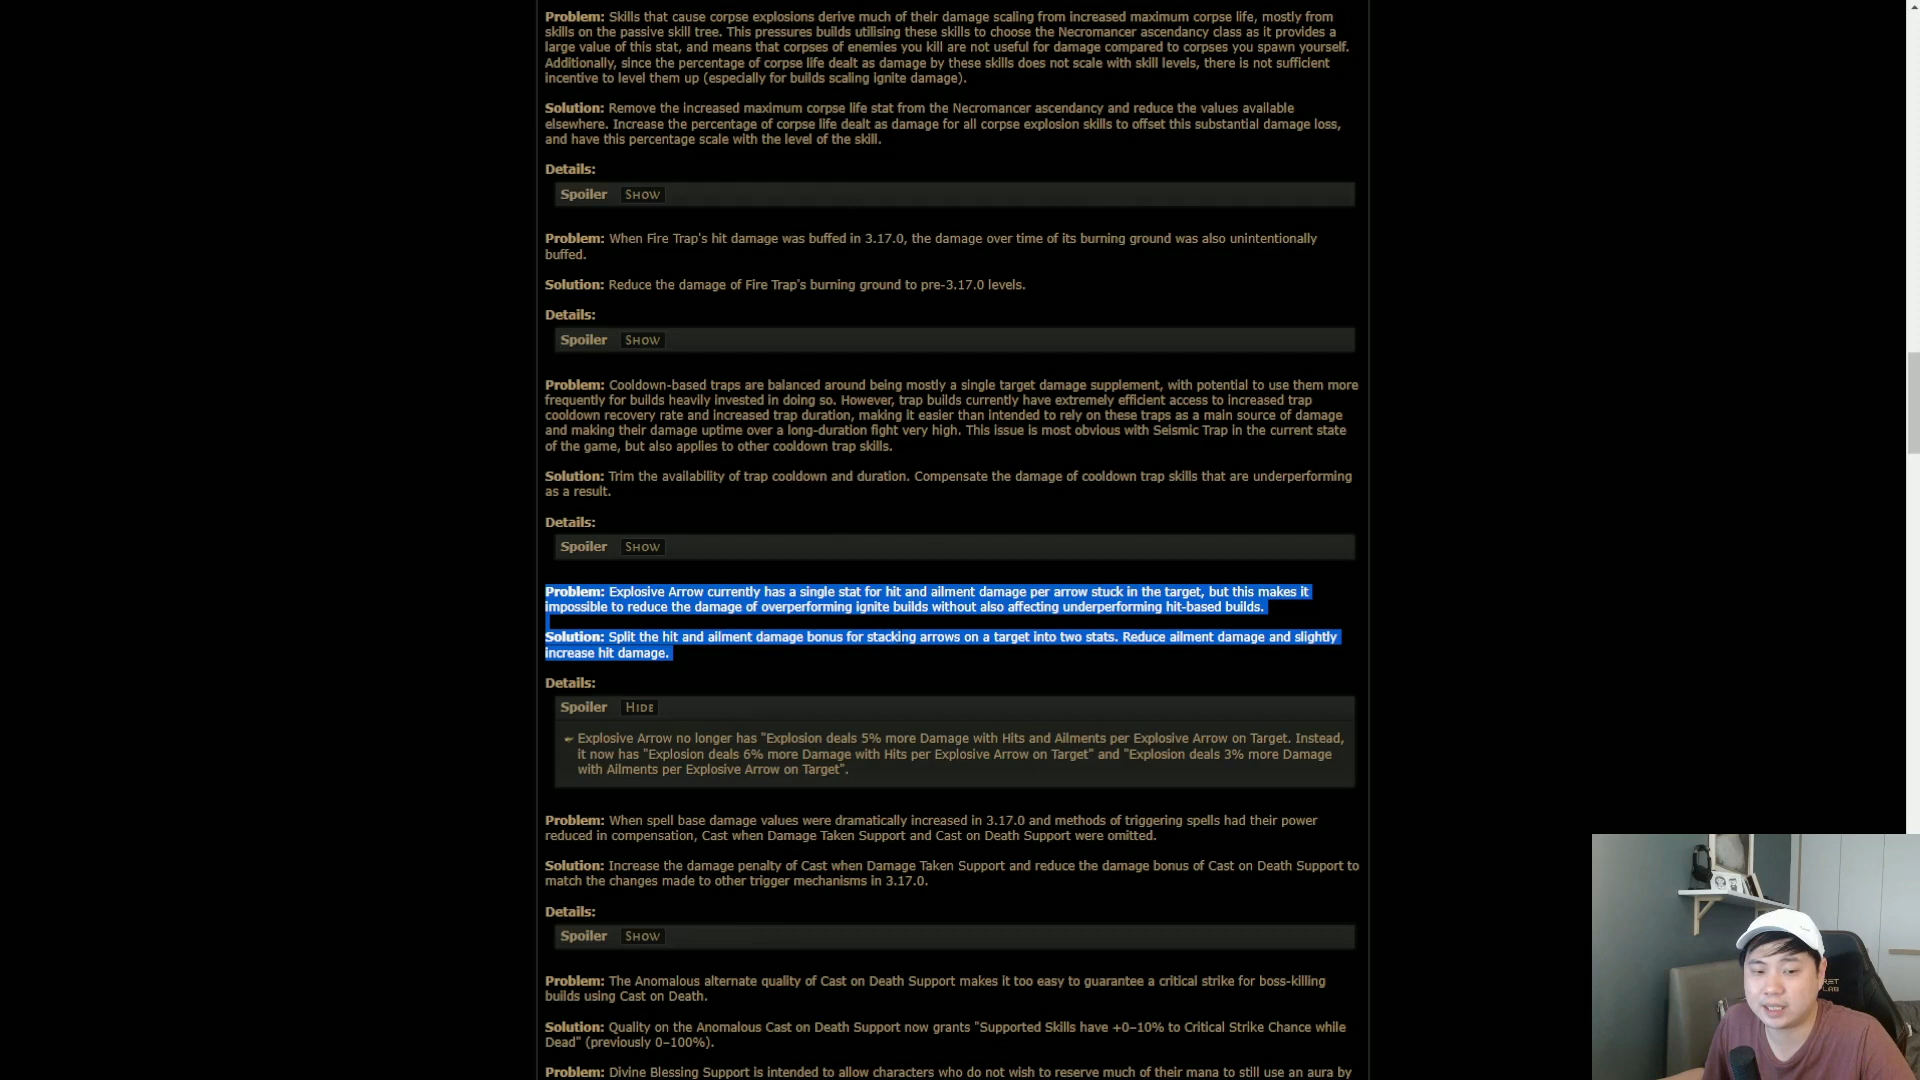 Problem: Skills that cause corpse explosions derive much of their damage scaling from increased maximum corpse life, mostly from
skills on the passive skill tree. This pressures builds utilising these skills to choose the Necromancer ascendancy class as it provides a
large value of this stat, and means that corpses of enemies you kill are not useful for damage compared to corpses you spawn yourself.
Additionally, since the percentage of corpse life dealt as damage by these skills does not scale with skill levels, there is not sufficient
incentive to level them up (especially for builds scaling ignite damage).
Solution: Remove the increased maximum corpse life stat from the Necromancer ascendancy and reduce the values available
elsewhere. Increase the percentage of corpse life dealt as damage for all corpse explosion skills to offset this substantial damage loss,
and have this percentage scale with the level of the skill.
Details:
Spoiler SHOW
Problem: When Fire Trap's hit damage was buffed in 3.17.0, the damage over time of its burning ground was also unintentionally
buffed.
Solution: Reduce the damage of Fire Trap's burning ground to pre-3.17.0 levels.
Details:
Spoiler SHOW
Problem: Cooldown-based traps are balanced around being mostly a single target damage supplement, with potential to use them more
frequently for builds heavily invested in doing so. However, trap builds currently have extremely efficient access to increased trap
cooldown recovery rate and increased trap duration, making it easier than intended to rely on these traps as a main source of damage
and making their damage uptime over a long-duration fight very high. This issue is most obvious with Seismic Trap in the current state
of the game, but also applies to other cooldown trap skills.
Solution: Trim the availability of trap cooldown and duration. Compensate the damage of cooldown trap skills that are underperforming
as a result.
Details:
Spoiler SHOW
Problem: Explosive Arrow currently has a single stat for hit and ailment damage per arrow stuck in the target, but this makes it
impossible to reduce the damage of overperforming ignite builds without also affecting underperforming hit-based builds.
Solution: Split the hit and ailment damage bonus for stacking arrows on a target into two stats. Reduce ailment damage and slightly
increase hit damage.
Details:
Spoiler HIDE
Explosive Arrow no longer has "Explosion deals 5% more Damage with Hits and Ailments per Explosive Arrow on Target. Instead,
it now has "Explosion deals 6% more Damage with Hits per Explosive Arrow on Target" and "Explosion deals 3% more Damage
with Ailments per Explosive Arrow on Target".
Problem: When spell base damage values were dramatically increased in 3.17.0 and methods of triggering spells had their power
reduced in compensation, Cast when Damage Taken Support and Cast on Death Support were omitted.
Solution: Increase the damage penalty of Cast when Damage Taken Support and reduce the damage bonus of Cast on Death Support to
match the changes made to other trigger mechanisms in 3.17.0.
Details:
Spoiler SHOW
Problem: The Anomalous alternate quality of Cast on Death Support makes it too easy to guarantee a critical strike for boss-killing
builds using Cast on Death.
Solution: Quality on the Anomalous Cast on Death Support now grants "Supported Skills have +0–10% to Critical Strike Chance while
Dead" (previously 0–100%).
Problem: Divine Blessing Support is intended to allow characters who do not wish to reserve much of their mana to still use an aura by